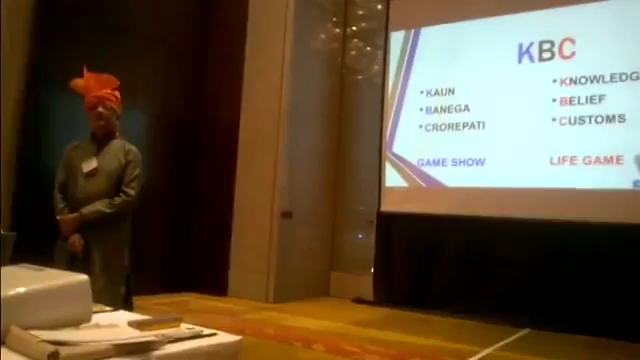 KBC
•KAUN
•BANEGA
•CROREPATI
GAME SHOW
•KNOWLEDG
•BELIEF
•CUSTOMS
LIFE GAME